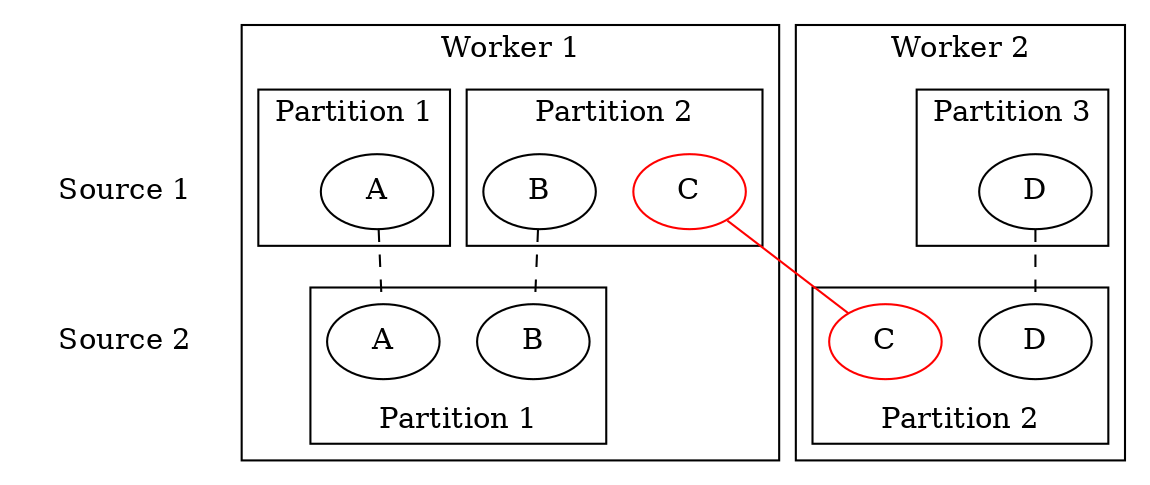 Worker 1
Worker 2
Partition 1
Partition 2
Partition 3
Source 1
A
B
C
D
Source 2
A
B
C
D
Partition 1
Partition 2